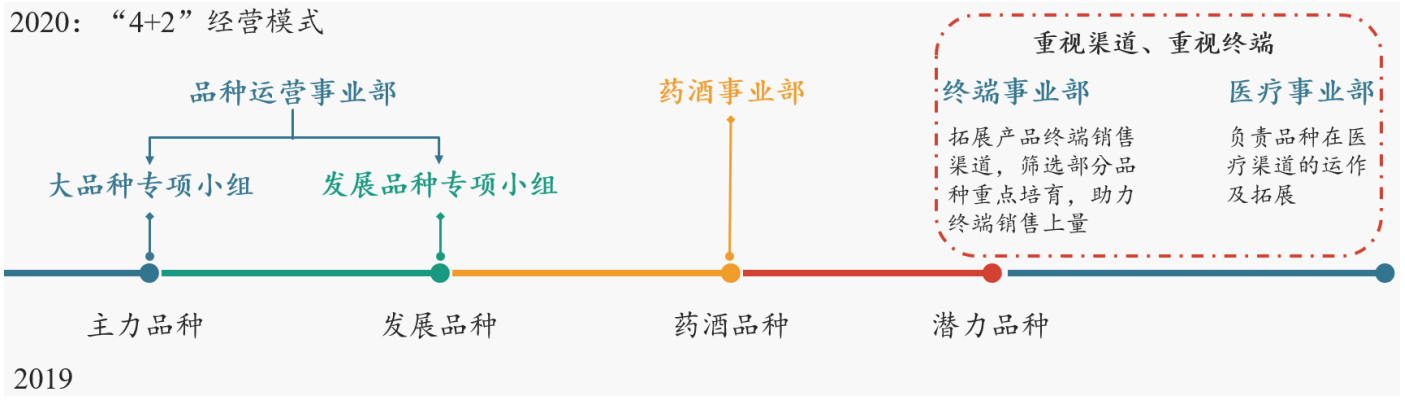 2020：“4+2”经营模式
重视渠道、重视终端
品种运营事业部
药酒事业部
终端事业部
医疗事业部
拓展产品终端销售
渠道，筛选部分品
种重点培育，助力
终端销售上量
负责品种在医
疗渠道的运作
及拓展
大品种专项小组
发展品种专项小组
主力品种
发展品种
药酒品种
潜力品种
2019